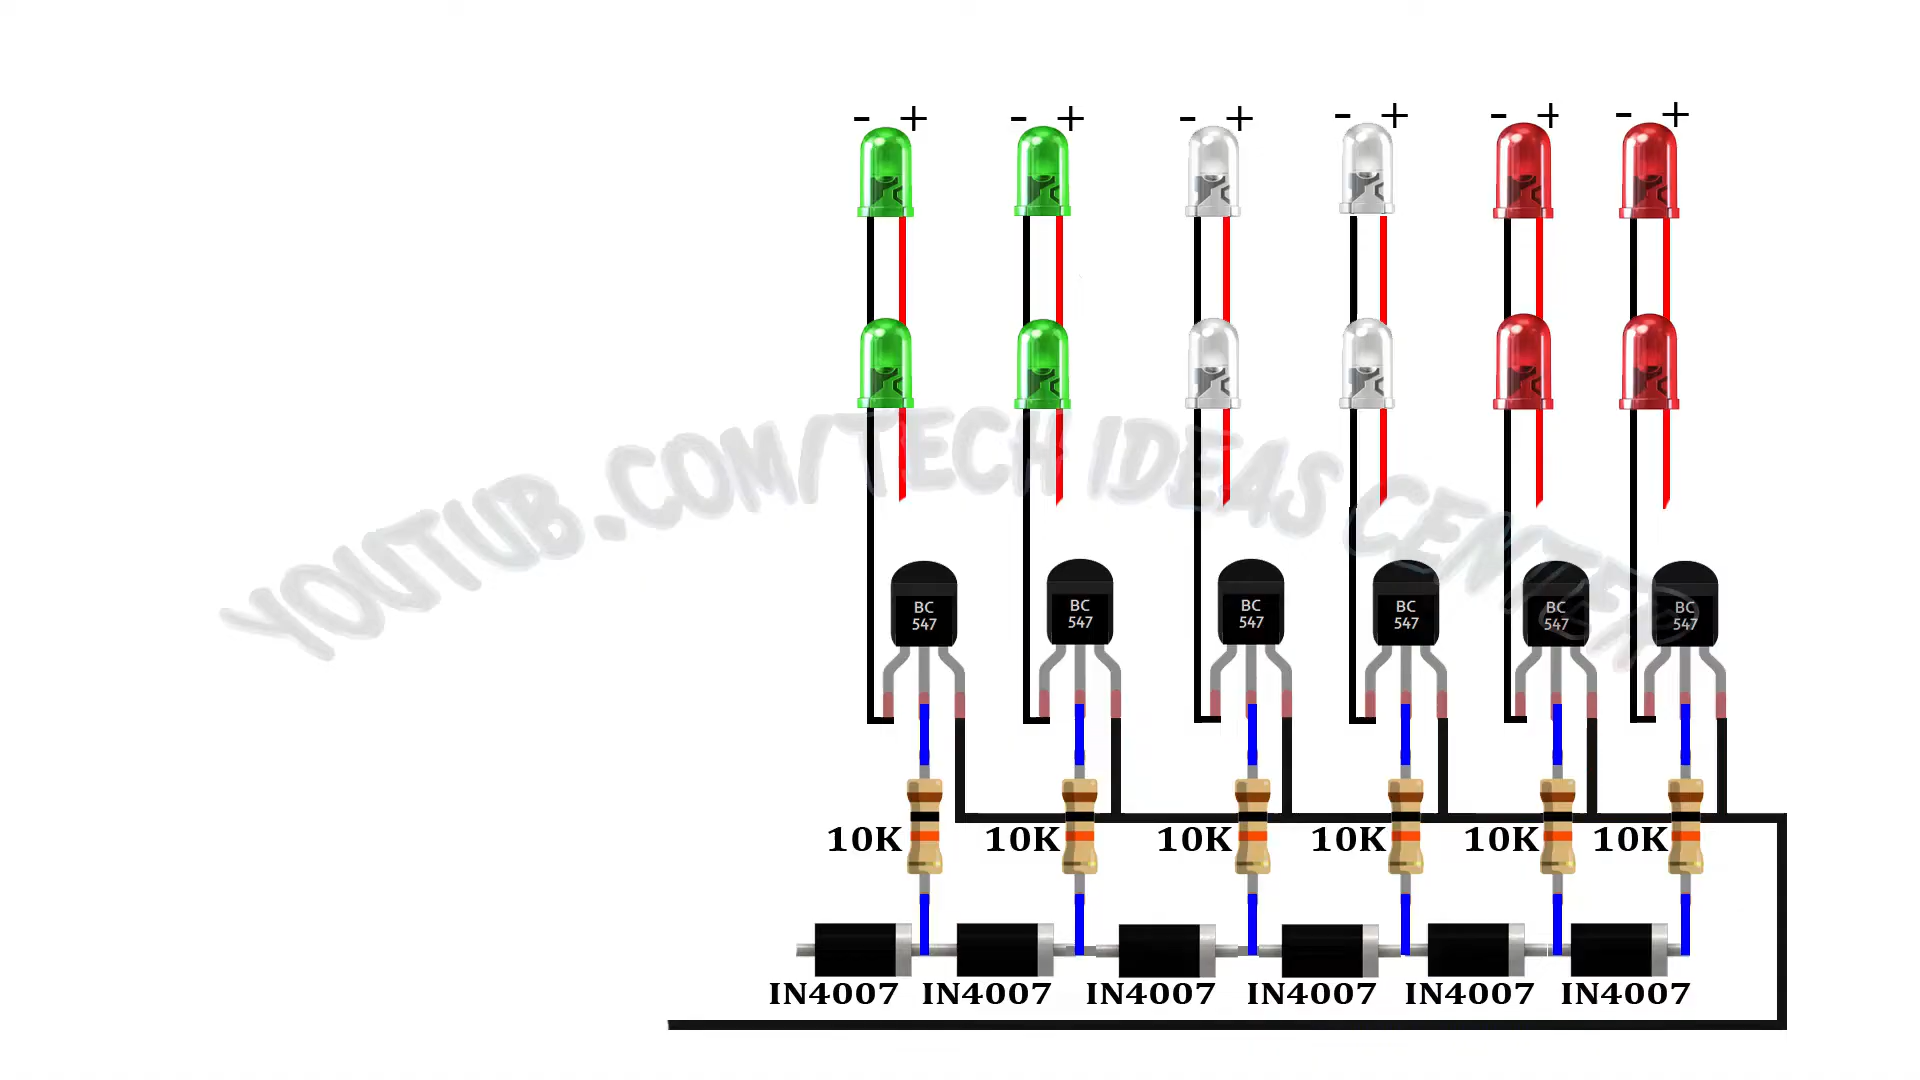 - + - + - + - + - + - +
YOUTUB.COM/TECH IDEAS CENTER
BC 547
BC 547
BC 547
BC 547
BC 547
BC 547
10K 10K 10K 10K 10K 10K
IN4007 IN4007 IN4007 IN4007 IN4007 IN4007